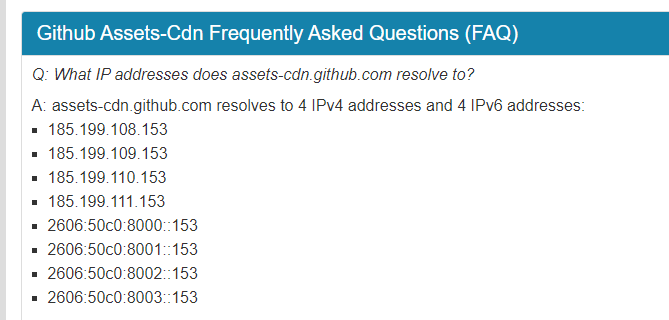 Github Assets-Cdn Frequently Asked Questions (FAQ)
Q: What IP addresses does assets-cdn.github.com resolve to?
A: assets-cdn.github.com resolves to 4 IPv4 addresses and 4 IPv6 addresses:
▪ 185.199.108.153
▪ 185.199.109.153
▪ 185.199.110.153
▪ 185.199.111.153
▪ 2606:50c0:8000::153
▪ 2606:50c0:8001::153
▪ 2606:50c0:8002::153
▪ 2606:50c0:8003::153